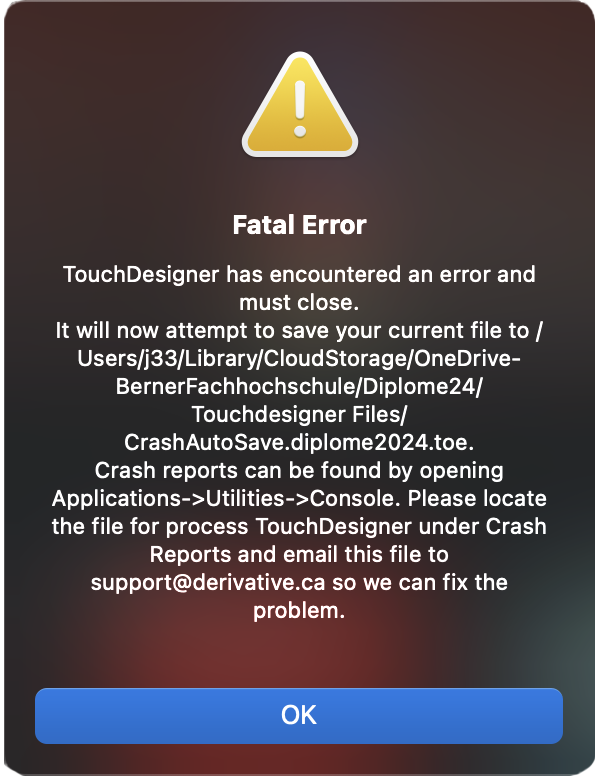 Fatal Error
TouchDesigner has encountered an error and
must close.
It will now attempt to save your current file to /
Users/j33/Library/CloudStorage/OneDrive-
BernerFachhochschule/Diplome24/
Touchdesigner Files/
CrashAutoSave.diplome2024.toe.
Crash reports can be found by opening
Applications->Utilities->Console. Please locate
the file for process TouchDesigner under Crash
Reports and email this file to
support@derivative.ca so we can fix the
problem.
OK